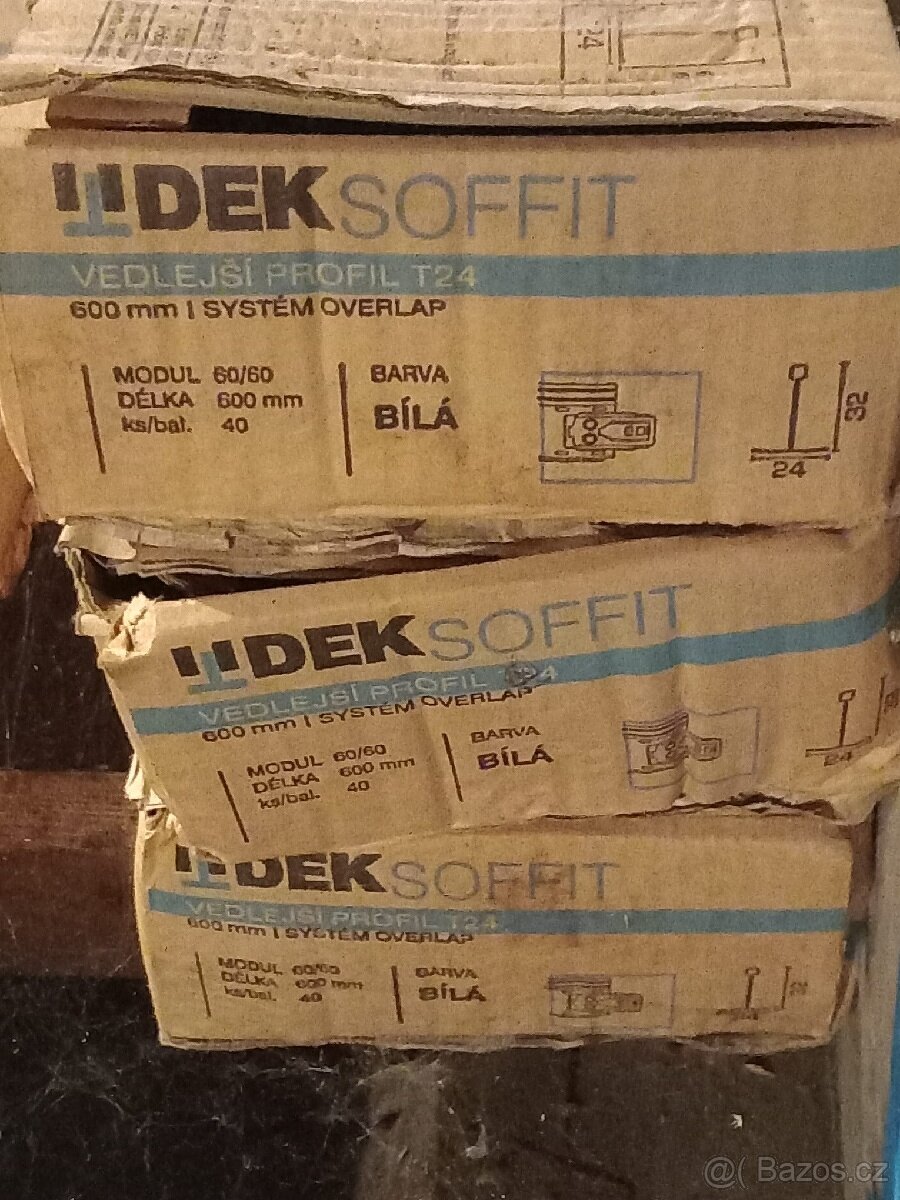 24
DEKSOFFIT
VEDLEJŠÍ PROFIL T24
600 mm | SYSTÉM OVERLAP
MODUL 60/60
DÉLKA 600 mm
ks/bal. 40
BARVA
BÍLÁ
32
24
DEKSOFFIT
VEDLEJŠÍ PROFIL T24
600 mm | SYSTÉM OVERLAP
MODUL 60/60
DÉLKA 600 mm
ks/bal. 40
BARVA
BÍLÁ
24
DEKSOFFIT
VEDLEJŠÍ PROFIL T24
600 mm | SYSTÉM OVERLAP
MODUL 60/60
DÉLKA 600 mm
ks/bal. 40
BARVA
BÍLÁ
@( Bazos.cz